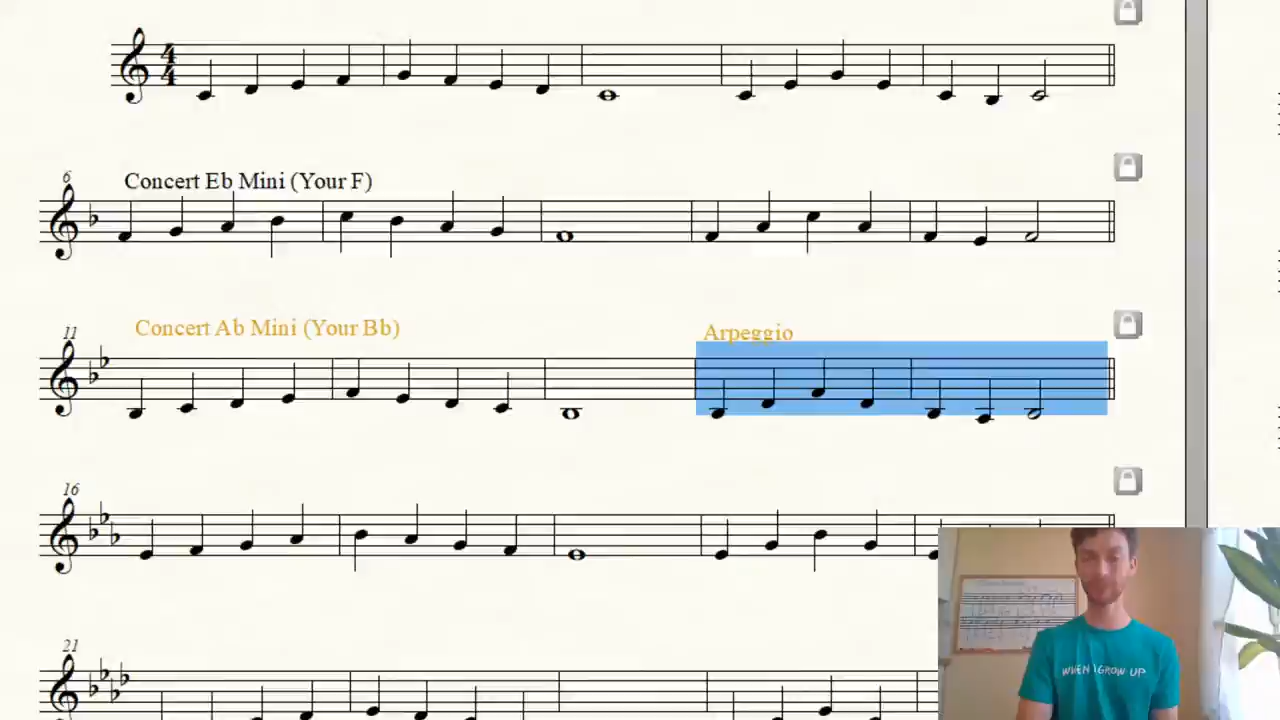 4
4
6
Concert Eb Mini (Your F)
11
Concert Ab Mini (Your Bb)
Arpeggio
16
21
WHEN I GROW UP